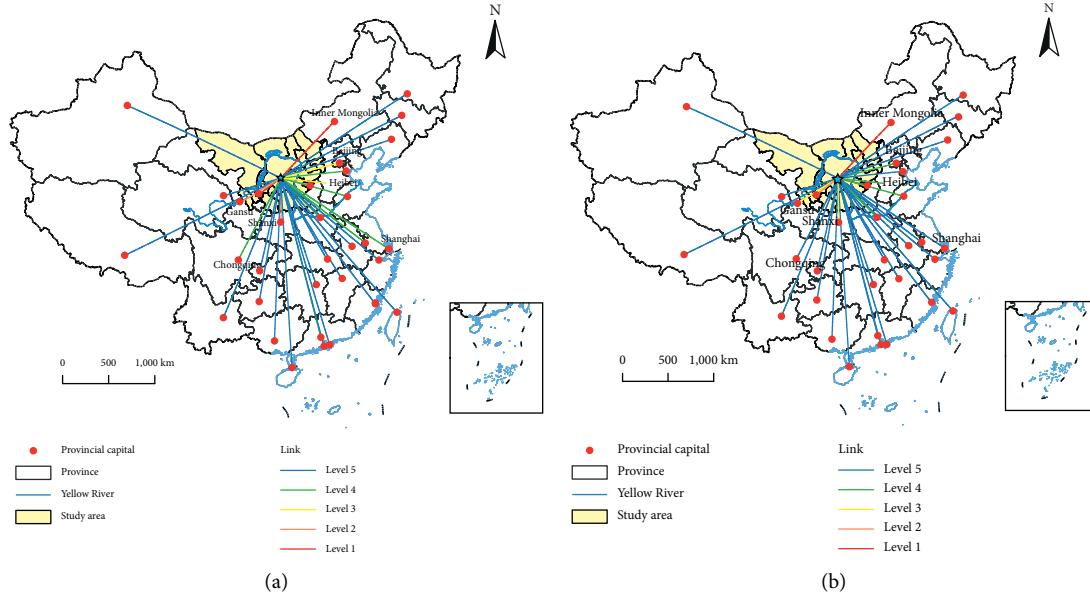 N
Inner Mongolia
Beijing
Heibei
Gansu
Shanxi
Shanghai
Chongqing
0 500 1,000 km
Provincial capital
Province
Yellow River
Study area
Link
Level 5
Level 4
Level 3
Level 2
Level 1
(a)
N
Inner Mongolia
Beijing
Heibei
Gansu
Shanxi
Shanghai
Chongqing
0 500 1,000 km
Provincial capital
Province
Yellow River
Study area
Link
Level 5
Level 4
Level 3
Level 2
Level 1
(b)